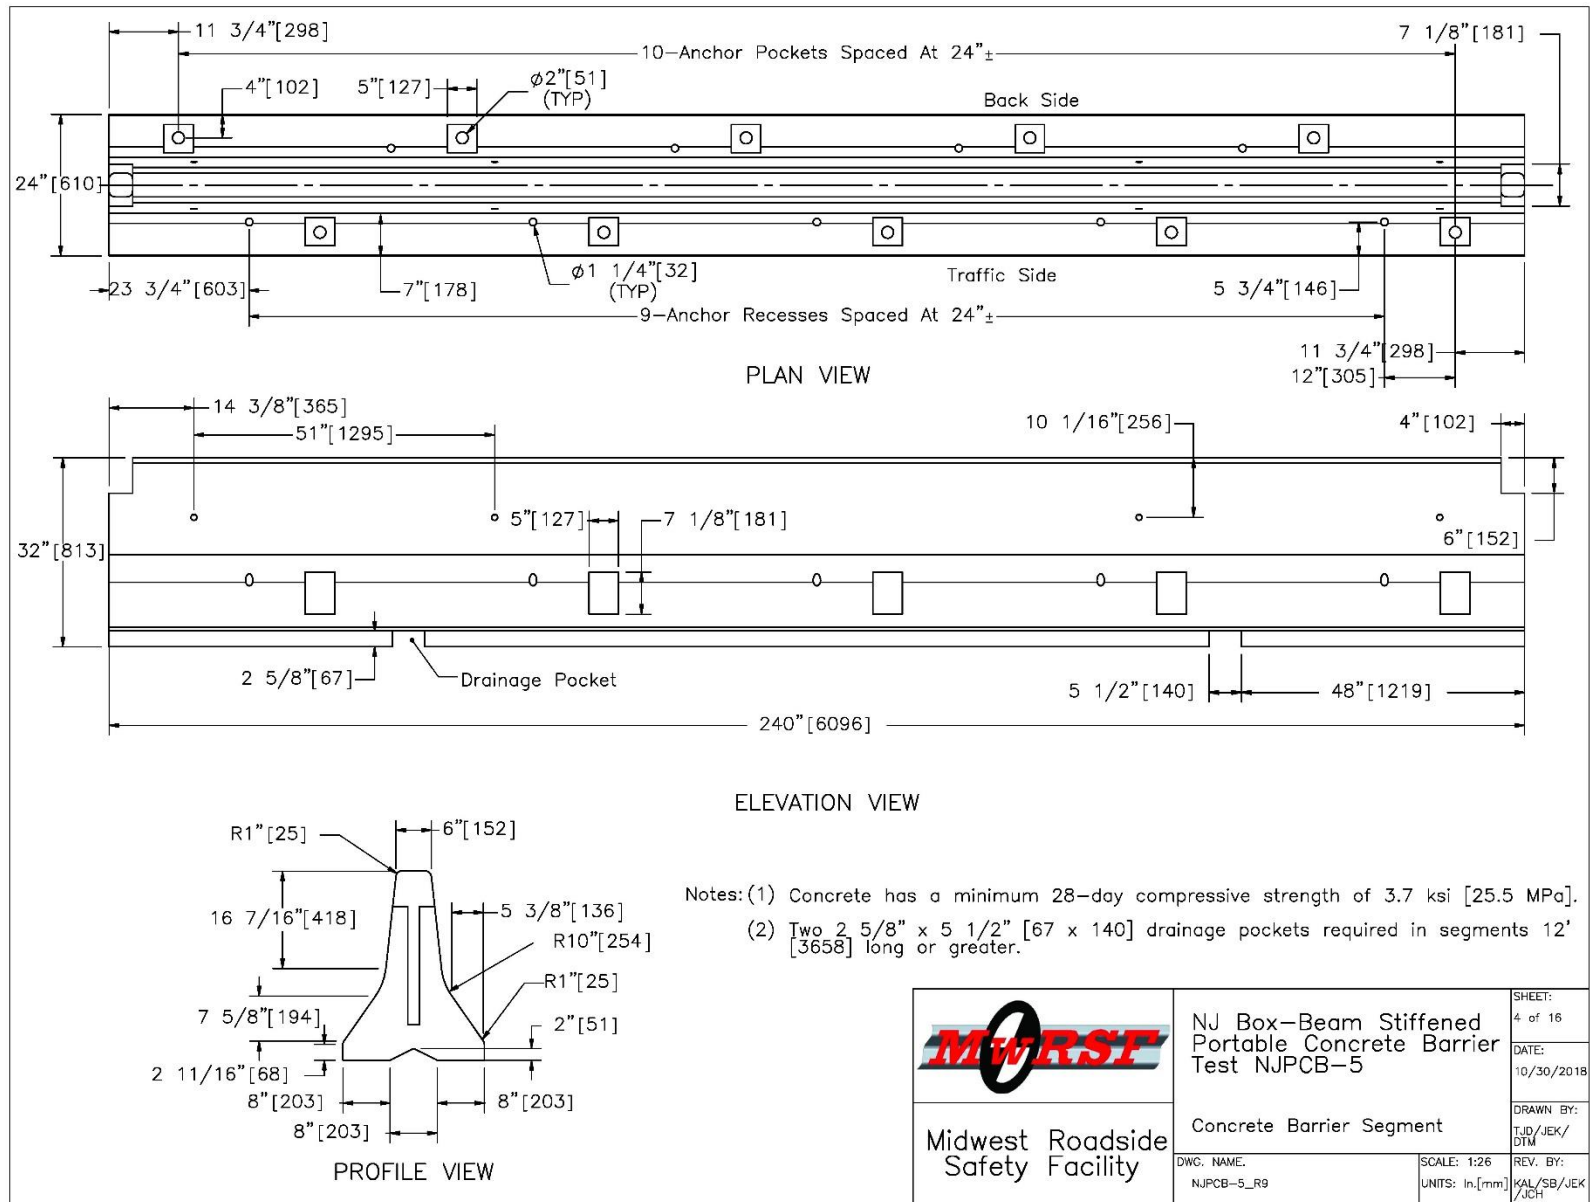 11 3/4"[298]
10-Anchor Pockets Spaced At 24"±
7 1/8"[181]
4"[102]
5"[127]
ø2"[51]
(TYP)
Back Side
24"[610]
23 3/4"[603]
7"[178]
ø1 1/4"[32]
(TYP)
Traffic Side
5 3/4"[146]
9-Anchor Recesses Spaced At 24"±
11 3/4"[298]
12"[305]
PLAN VIEW
14 3/8"[365]
51"[1295]
10 1/16"[256]
4"[102]
5"[127]
7 1/8"[181]
32"[813]
6"[152]
2 5/8"[67]
Drainage Pocket
5 1/2"[140]
48"[1219]
240"[6096]
ELEVATION VIEW
R1"[25]
6"[152]
16 7/16"[418]
5 3/8"[136]
R10"[254]
R1"[25]
7 5/8"[194]
2"[51]
2 11/16"[68]
8"[203]
8"[203]
8"[203]
PROFILE VIEW
Notes: (1) Concrete has a minimum 28-day compressive strength of 3.7 ksi [25.5 MPa].
(2) Two 2 5/8" x 5 1/2" [67 x 140] drainage pockets required in segments 12'
[3658] long or greater.
MwRSF
Midwest Roadside
Safety Facility
NJ Box-Beam Stiffened
Portable Concrete Barrier
Test NJPCB-5
Concrete Barrier Segment
DWG. NAME.
NJPCB-5_R9
SCALE: 1:26
UNITS: In.[mm]
SHEET:
4 of 16
DATE:
10/30/2018
DRAWN BY:
TJD/JEK/
DTM
REV. BY:
KAL/SB/JEK
/JCH